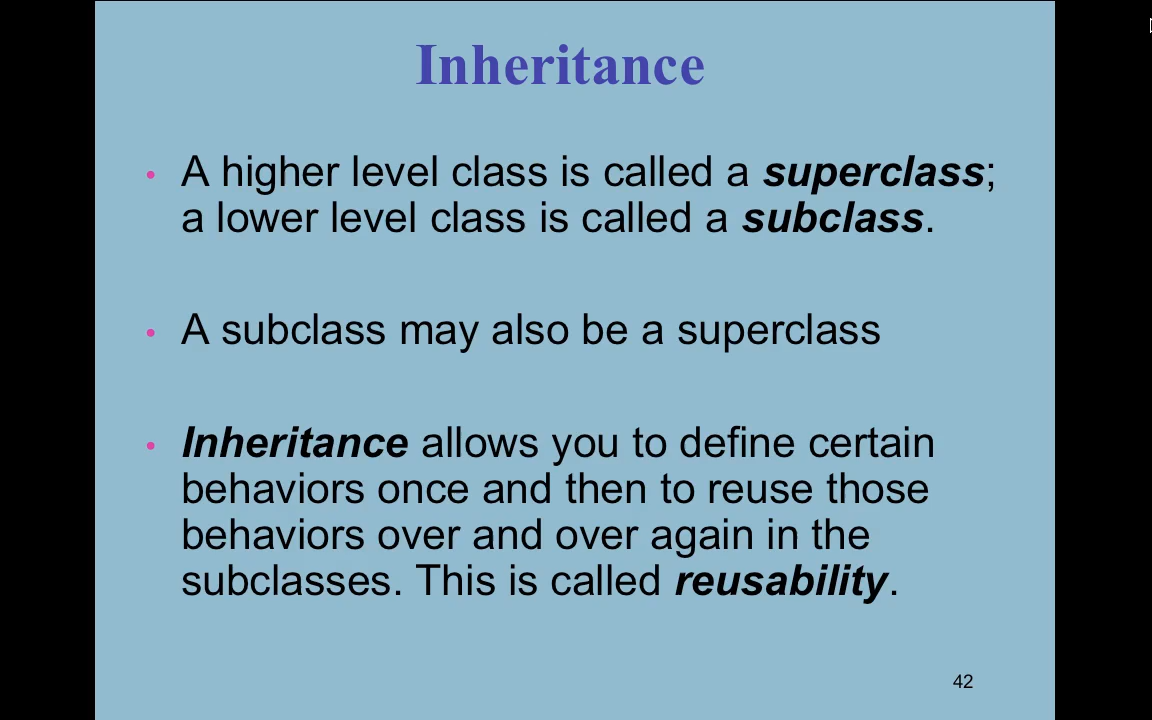 Inheritance
• A higher level class is called a superclass;
a lower level class is called a subclass.
• A subclass may also be a superclass
• Inheritance allows you to define certain
behaviors once and then to reuse those
behaviors over and over again in the
subclasses. This is called reusability.
42